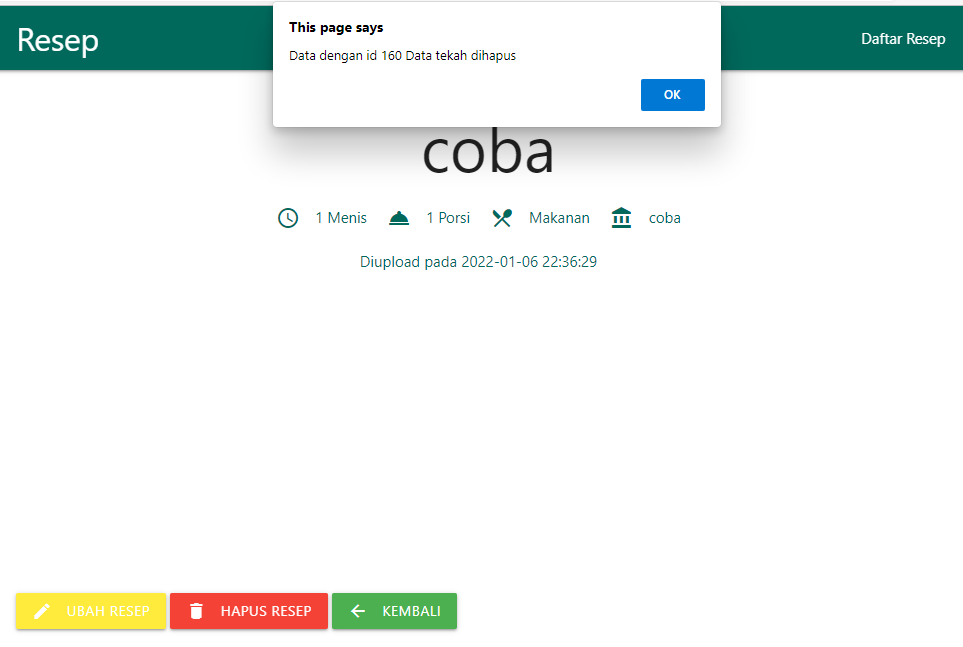 Resep
Daftar Resep
This page says
Data dengan id 160 Data tekah dihapus
OK
coba
1 Menis 1 Porsi Makanan coba
Diupload pada 2022-01-06 22:36:29
UBAH RESEP HAPUS RESEP KEMBALI